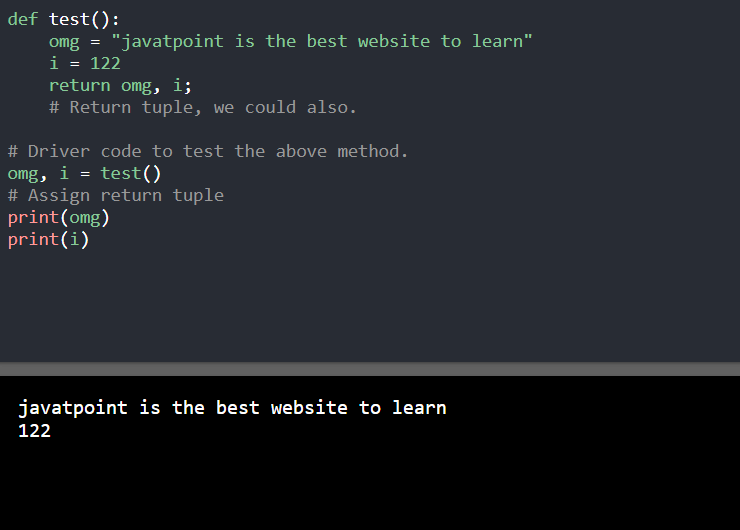 def test():
    omg = "javatpoint is the best website to learn"
    i = 122
    return omg, i;
    # Return tuple, we could also.
# Driver code to test the above method.
omg, i = test()
# Assign return tuple
print(omg)
print(i)
javatpoint is the best website to learn
122